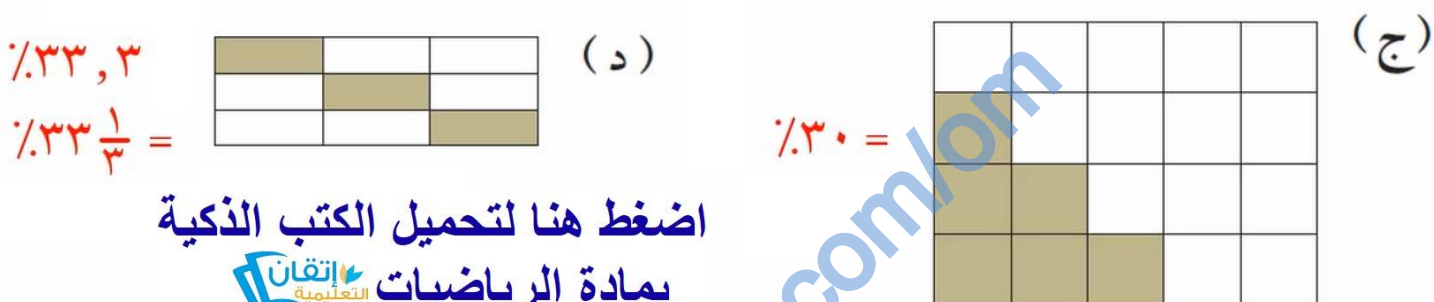 (ج)
= ٣٠٪
(د)
٣٣,٣٪
= ٣٣ ١/٣٪
اضغط هنا لتحميل الكتب الذكية
بمادة الرياضيات
إتقان
التعليمية
com/om